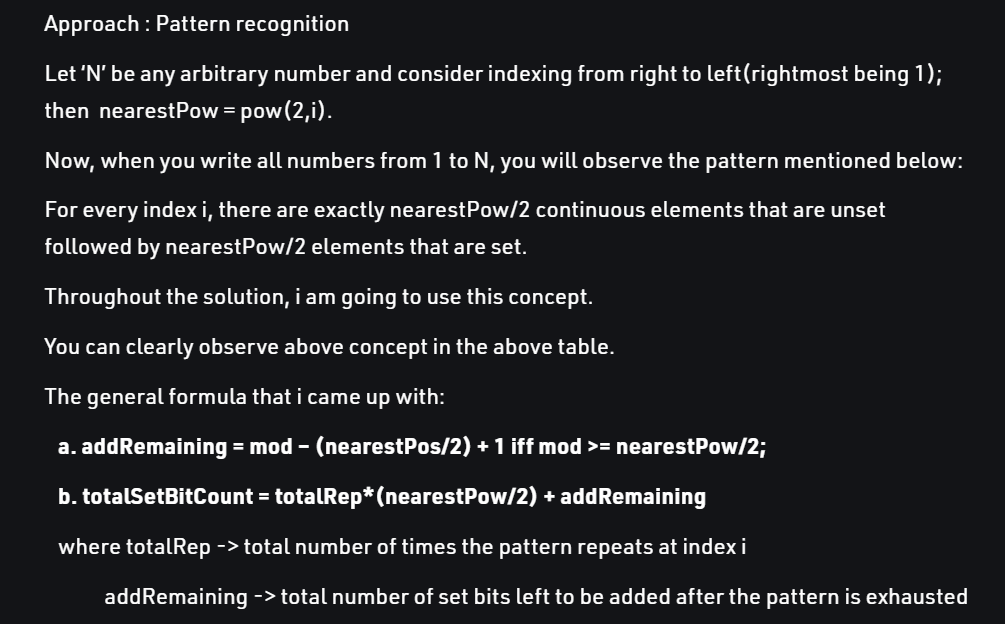 Approach : Pattern recognition
Let ‘N’ be any arbitrary number and consider indexing from right to left(rightmost being 1);
then  nearestPow = pow(2,i).
Now, when you write all numbers from 1 to N, you will observe the pattern mentioned below:
For every index i, there are exactly nearestPow/2 continuous elements that are unset
followed by nearestPow/2 elements that are set.
Throughout the solution, i am going to use this concept.
You can clearly observe above concept in the above table.
The general formula that i came up with:
a. addRemaining = mod – (nearestPos/2) + 1 iff mod >= nearestPow/2;
b. totalSetBitCount = totalRep*(nearestPow/2) + addRemaining
where totalRep -> total number of times the pattern repeats at index i
addRemaining -> total number of set bits left to be added after the pattern is exhausted